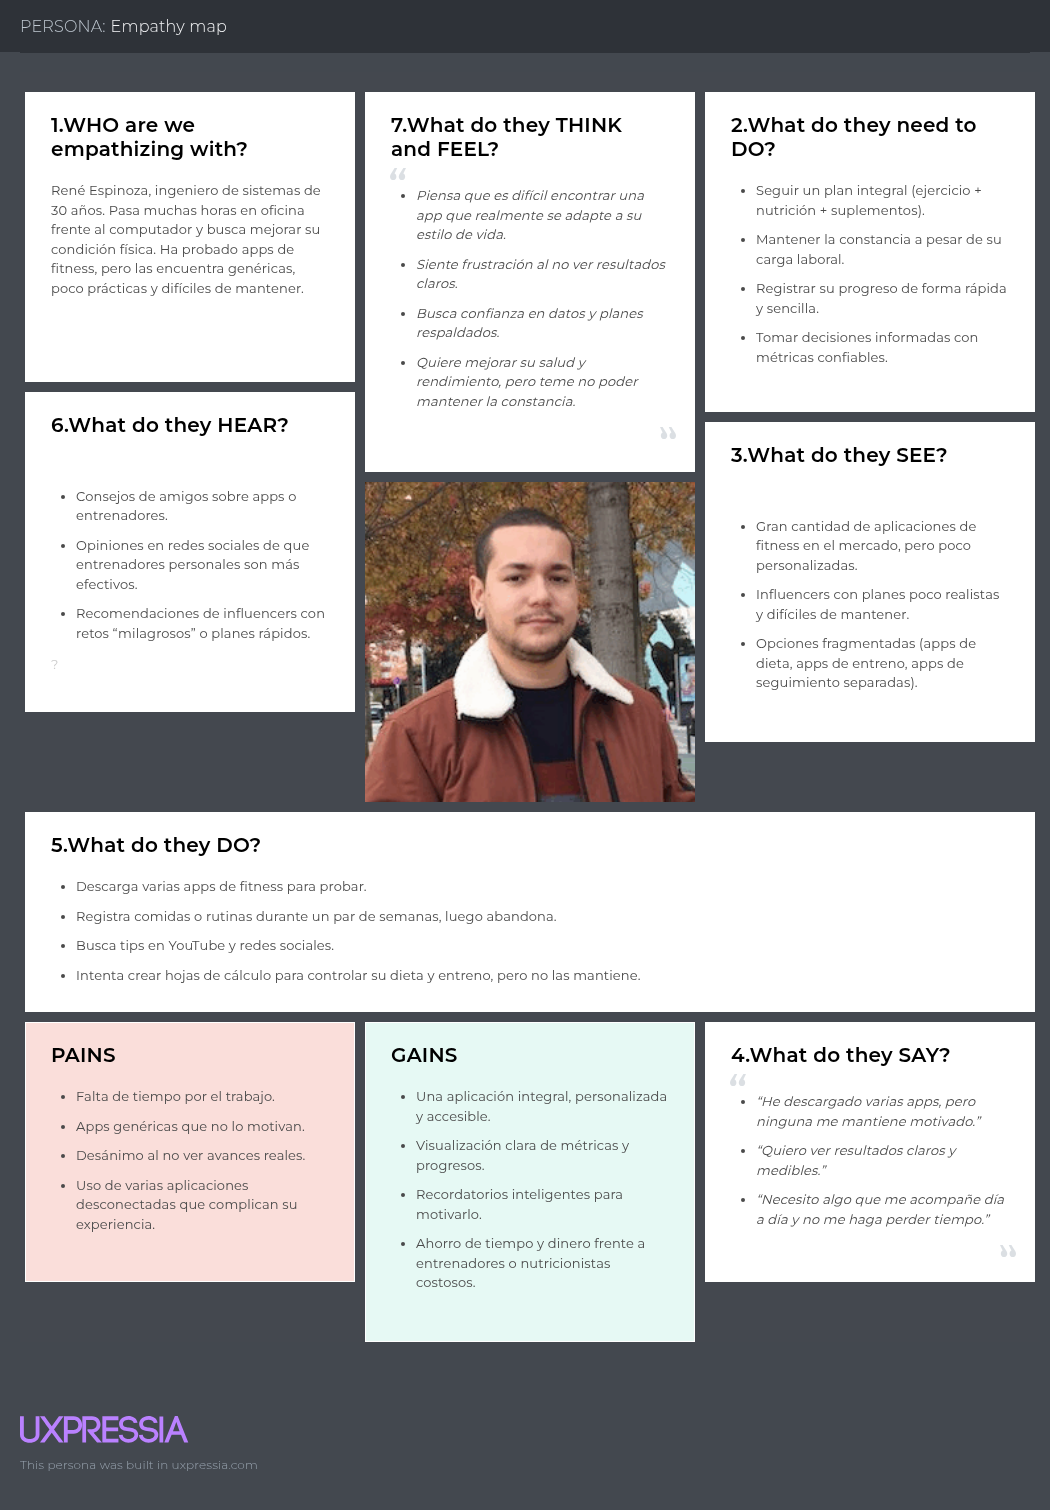 PERSONA: Empathy map
1.WHO are we
empathizing with?
René Espinoza, ingeniero de sistemas de
30 años. Pasa muchas horas en oficina
frente al computador y busca mejorar su
condición física. Ha probado apps de
fitness, pero las encuentra genéricas,
poco prácticas y difíciles de mantener.
7.What do they THINK
and FEEL?
“
• Piensa que es difícil encontrar una
app que realmente se adapte a su
estilo de vida.
• Siente frustración al no ver resultados
claros.
• Busca confianza en datos y planes
respaldados.
• Quiere mejorar su salud y
rendimiento, pero teme no poder
mantener la constancia.
”
2.What do they need to
DO?
• Seguir un plan integral (ejercicio +
nutrición + suplementos).
• Mantener la constancia a pesar de su
carga laboral.
• Registrar su progreso de forma rápida
y sencilla.
• Tomar decisiones informadas con
métricas confiables.
6.What do they HEAR?
• Consejos de amigos sobre apps o
entrenadores.
• Opiniones en redes sociales de que
entrenadores personales son más
efectivos.
• Recomendaciones de influencers con
retos “milagrosos” o planes rápidos.
?
3.What do they SEE?
• Gran cantidad de aplicaciones de
fitness en el mercado, pero poco
personalizadas.
• Influencers con planes poco realistas
y difíciles de mantener.
• Opciones fragmentadas (apps de
dieta, apps de entreno, apps de
seguimiento separadas).
5.What do they DO?
• Descarga varias apps de fitness para probar.
• Registra comidas o rutinas durante un par de semanas, luego abandona.
• Busca tips en YouTube y redes sociales.
• Intenta crear hojas de cálculo para controlar su dieta y entreno, pero no las mantiene.
PAINS
• Falta de tiempo por el trabajo.
• Apps genéricas que no lo motivan.
• Desánimo al no ver avances reales.
• Uso de varias aplicaciones
desconectadas que complican su
experiencia.
GAINS
• Una aplicación integral, personalizada
y accesible.
• Visualización clara de métricas y
progresos.
• Recordatorios inteligentes para
motivarlo.
• Ahorro de tiempo y dinero frente a
entrenadores o nutricionistas
costosos.
4.What do they SAY?
“
• “He descargado varias apps, pero
ninguna me mantiene motivado.”
• “Quiero ver resultados claros y
medibles.”
• “Necesito algo que me acompañe día
a día y no me haga perder tiempo.”
”
UXPRESSIA
This persona was built in uxpressia.com